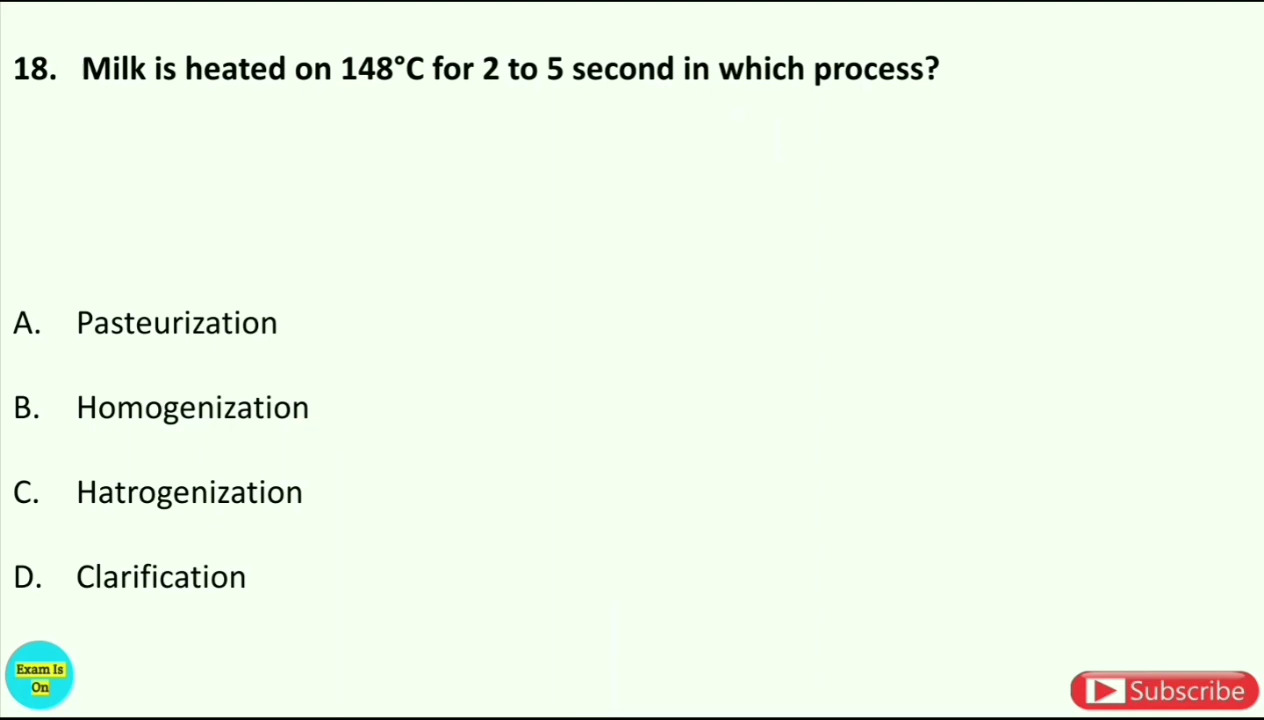 18. Milk is heated on 148°C for 2 to 5 second in which process?
A. Pasteurization
B. Homogenization
C. Hatrogenization
D. Clarification
Exam Is
On
Subscribe